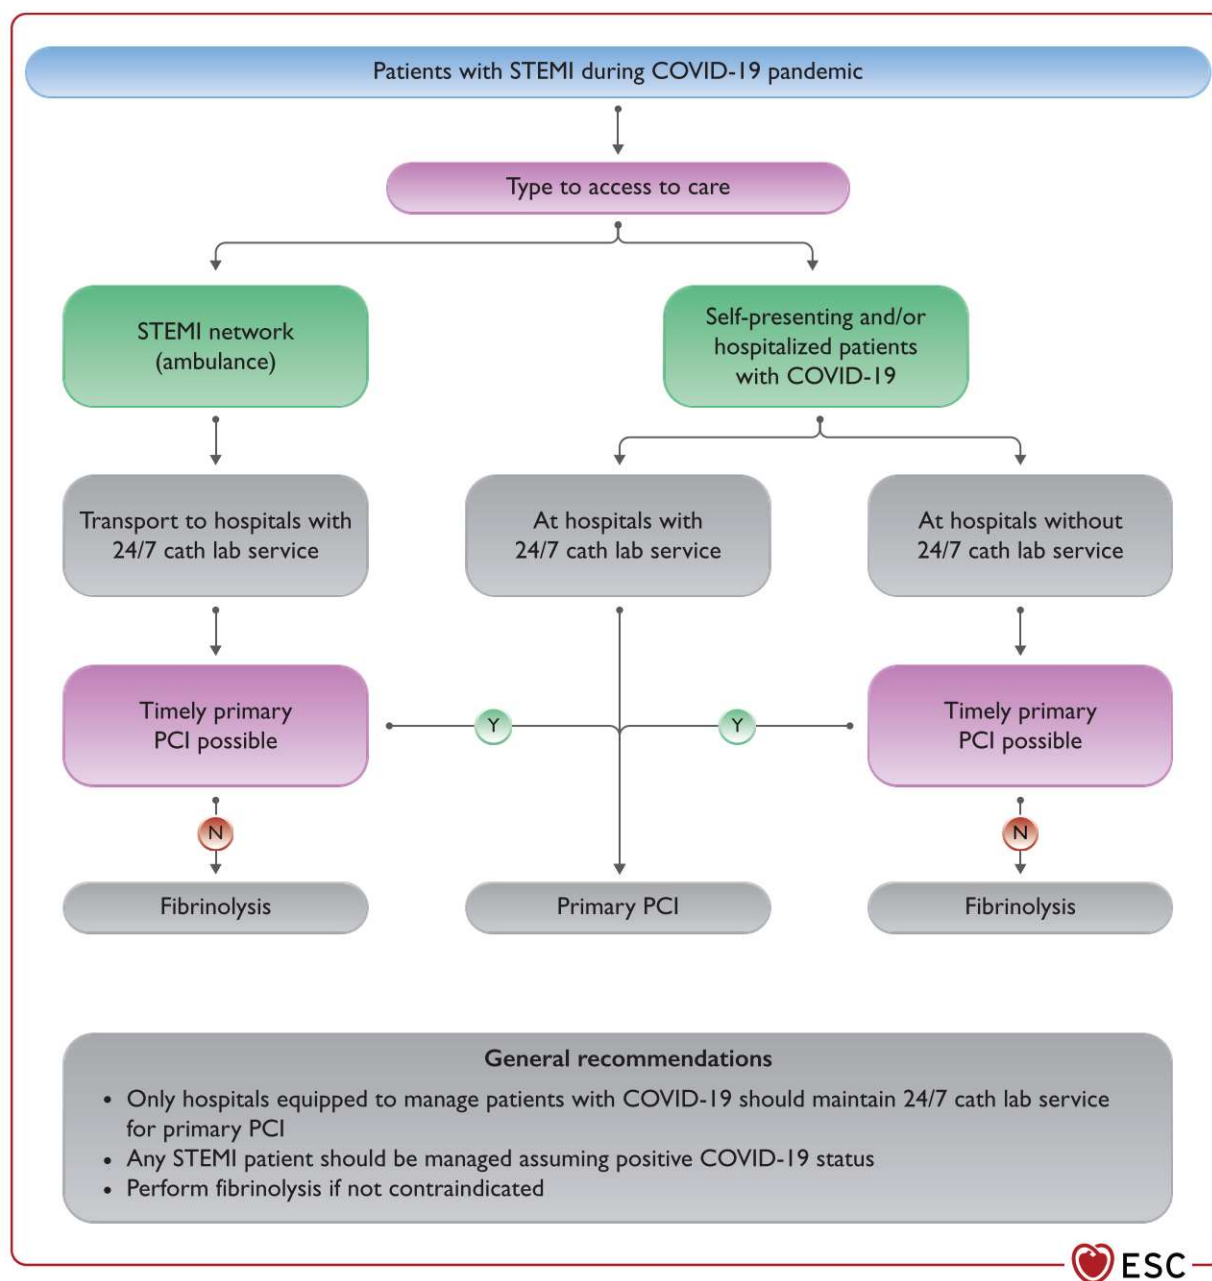 Patients with STEMI during COVID-19 pandemic
Type to access to care
STEMI network
(ambulance)
Self-presenting and/or
hospitalized patients
with COVID-19
Transport to hospitals with
24/7 cath lab service
At hospitals with
24/7 cath lab service
At hospitals without
24/7 cath lab service
Timely primary
PCI possible
Y
Y
Timely primary
PCI possible
N
N
Fibrinolysis
Primary PCI
Fibrinolysis
General recommendations
• Only hospitals equipped to manage patients with COVID-19 should maintain 24/7 cath lab service
for primary PCI
• Any STEMI patient should be managed assuming positive COVID-19 status
• Perform fibrinolysis if not contraindicated
ESC